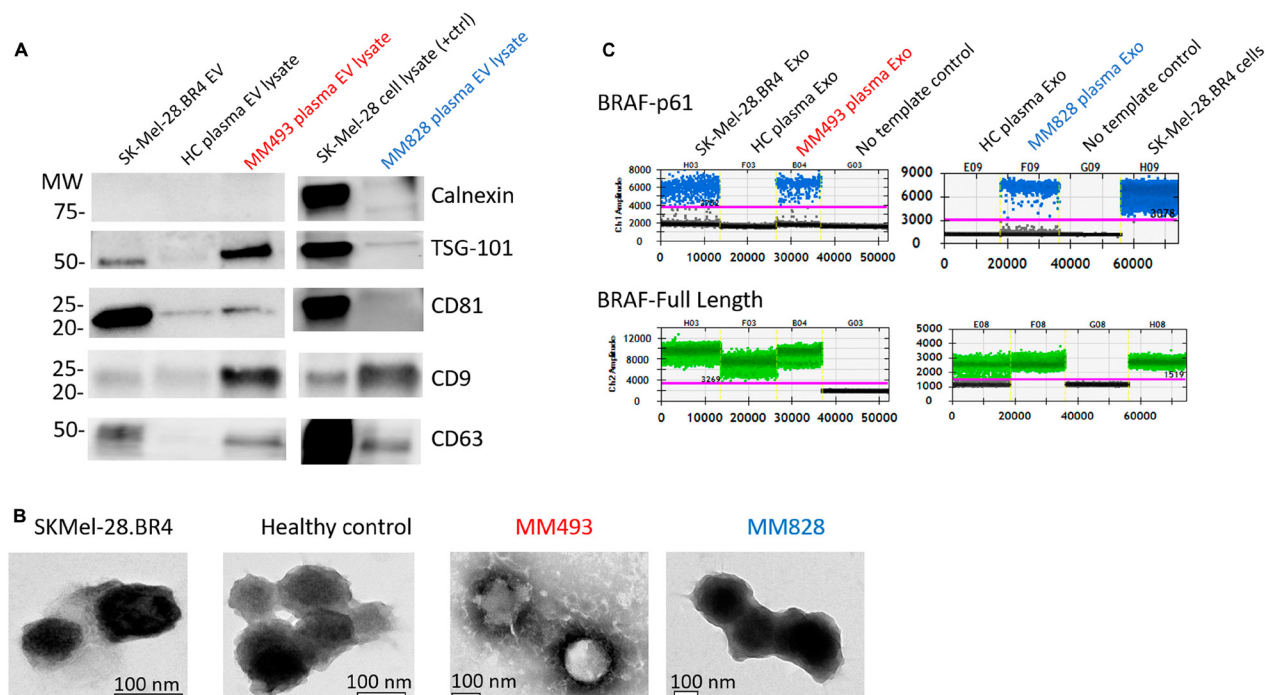 A
SK-Mel-28.BR4 EV
HC plasma EV lysate
MM493 plasma EV lysate
SK-Mel-28 cell lysate (+ctrl)
MM828 plasma EV lysate
MW
75-
Calnexin
50-
TSG-101
25-
20-
CD81
25-
20-
CD9
50-
CD63
C
SK-Mel-28.BR4 Exo
HC plasma Exo
MM493 plasma Exo
No template control
HC plasma Exo
MM828 plasma Exo
No template control
SK-Mel-28.BR4 cells
BRAF-p61
H03 F03 B04 G03
Ch1 Amplitude
8000
6000
4000
2000
0
0 10000 20000 30000 40000 50000
E09 F09 G09 H09
9000
6000
3000
0
3078
0 20000 40000 60000
BRAF-Full Length
H03 F03 B04 G03
Ch2 Amplitude
12000
8000
4000
0
3269
0 10000 20000 30000 40000 50000
E08 F08 G08 H08
5000
4000
3000
2000
1000
0
1519
0 20000 40000 60000
B
SKMel-28.BR4
Healthy control
MM493
MM828
100 nm
100 nm
100 nm
100 nm